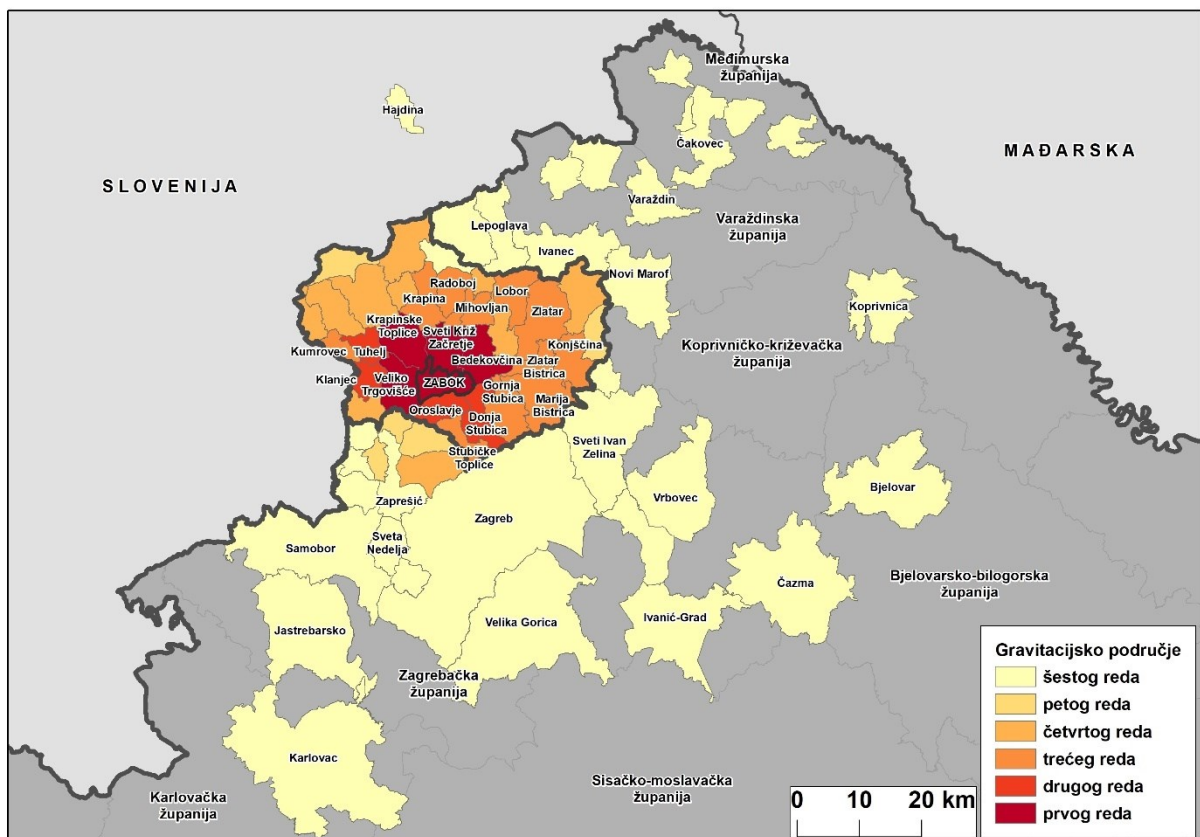 Međimurska
županija
Hajdina
Čakovec
MAĐARSKA
SLOVENIJA
Varaždin
Lepoglava
Varaždinska
županija
Ivanec
Novi Marof
Radoboj
Lobor
Krapina
Mihovljan
Zlatar
Koprivnica
Krapinske
Toplice
Sveti Križ
Začretje
Konjščina
Koprivničko-križevačka
županija
Kumrovec
Tuhelj
Bedekovčina
Zlatar
Bistrica
Klanjec
Veliko
Trgovišće
ZABOK
Gornja
Stubica
Oroslavje
Donja
Stubica
Marija
Bistrica
Stubičke
Toplice
Sveti Ivan
Zelina
Zaprešić
Vrbovec
Bjelovar
Zagreb
Sveta
Nedelja
Samobor
Čazma
Bjelovarsko-bilogorska
županija
Jastrebarsko
Velika Gorica
Ivanić-Grad
Zagrebačka
županija
Karlovac
Sisačko-moslavačka
županija
Karlovačka
županija
0 10 20 km
Gravitacijsko područje
šestog reda
petog reda
četvrtog reda
trećeg reda
drugog reda
prvog reda